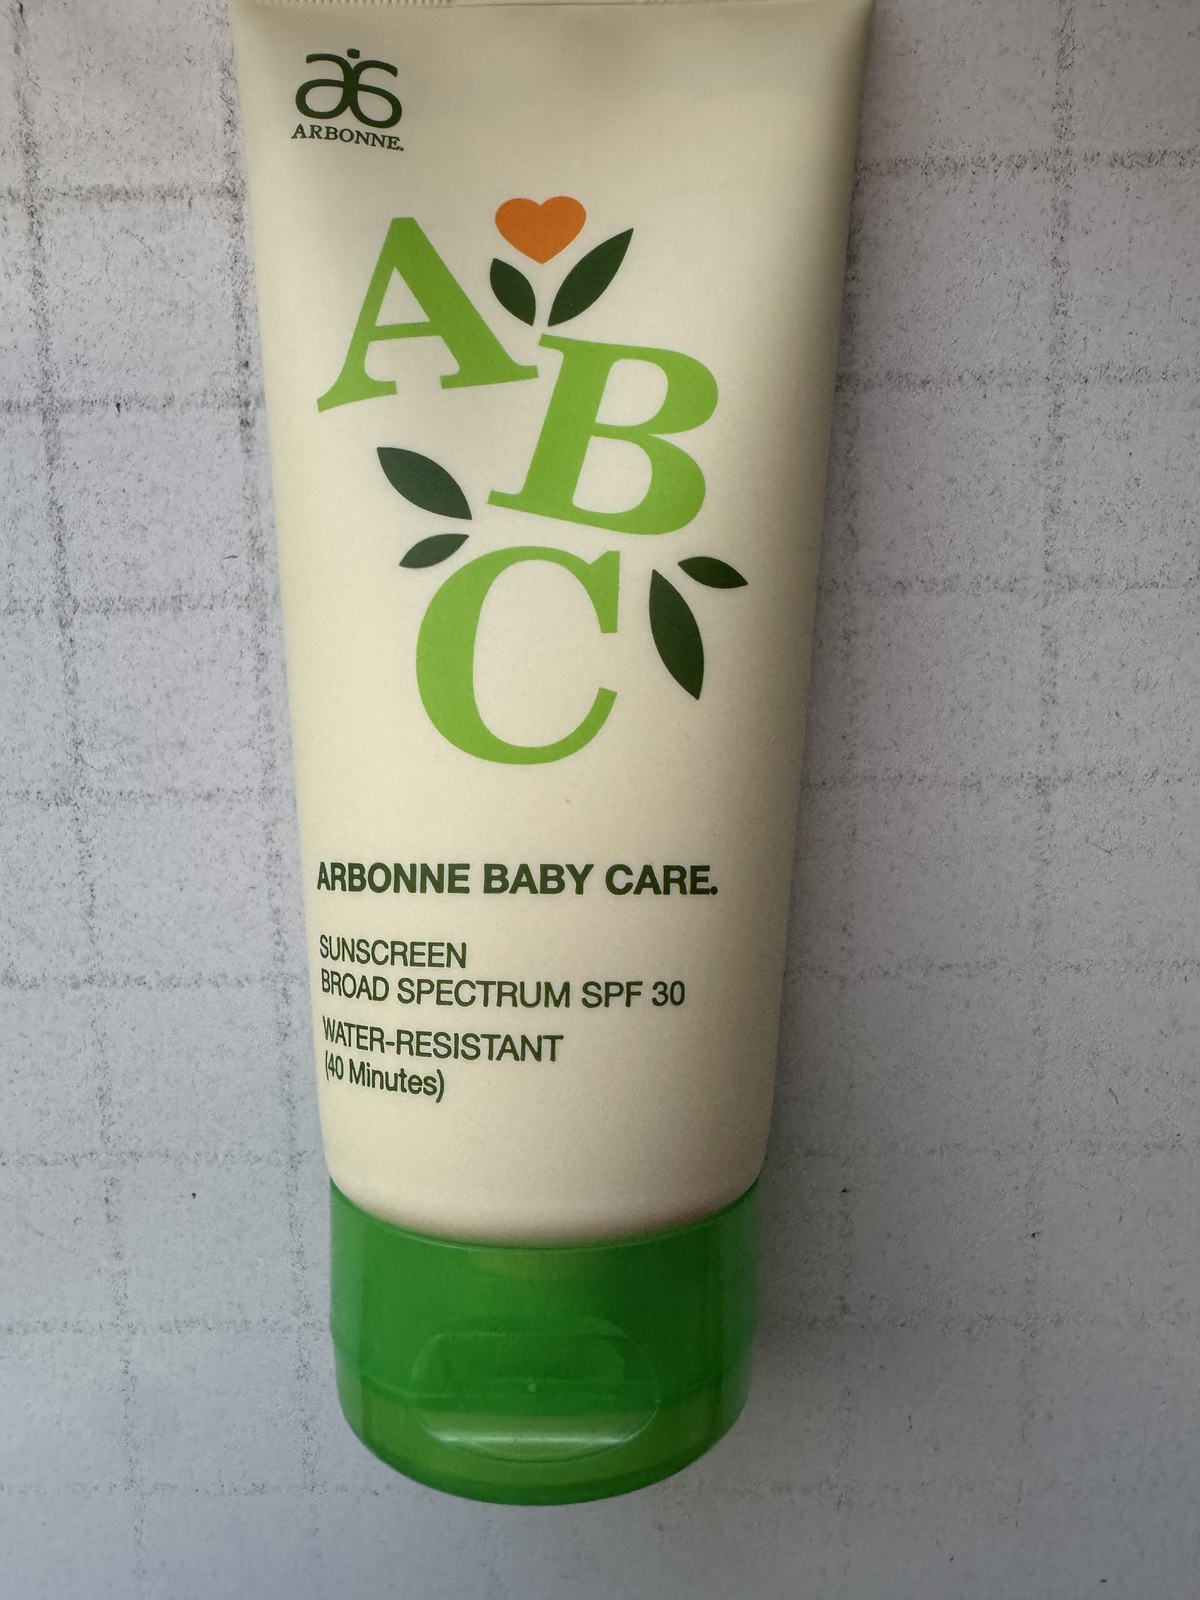 ARBONNE.
A
B
C
ARBONNE BABY CARE.
SUNSCREEN
BROAD SPECTRUM SPF 30
WATER-RESISTANT
(40 Minutes)